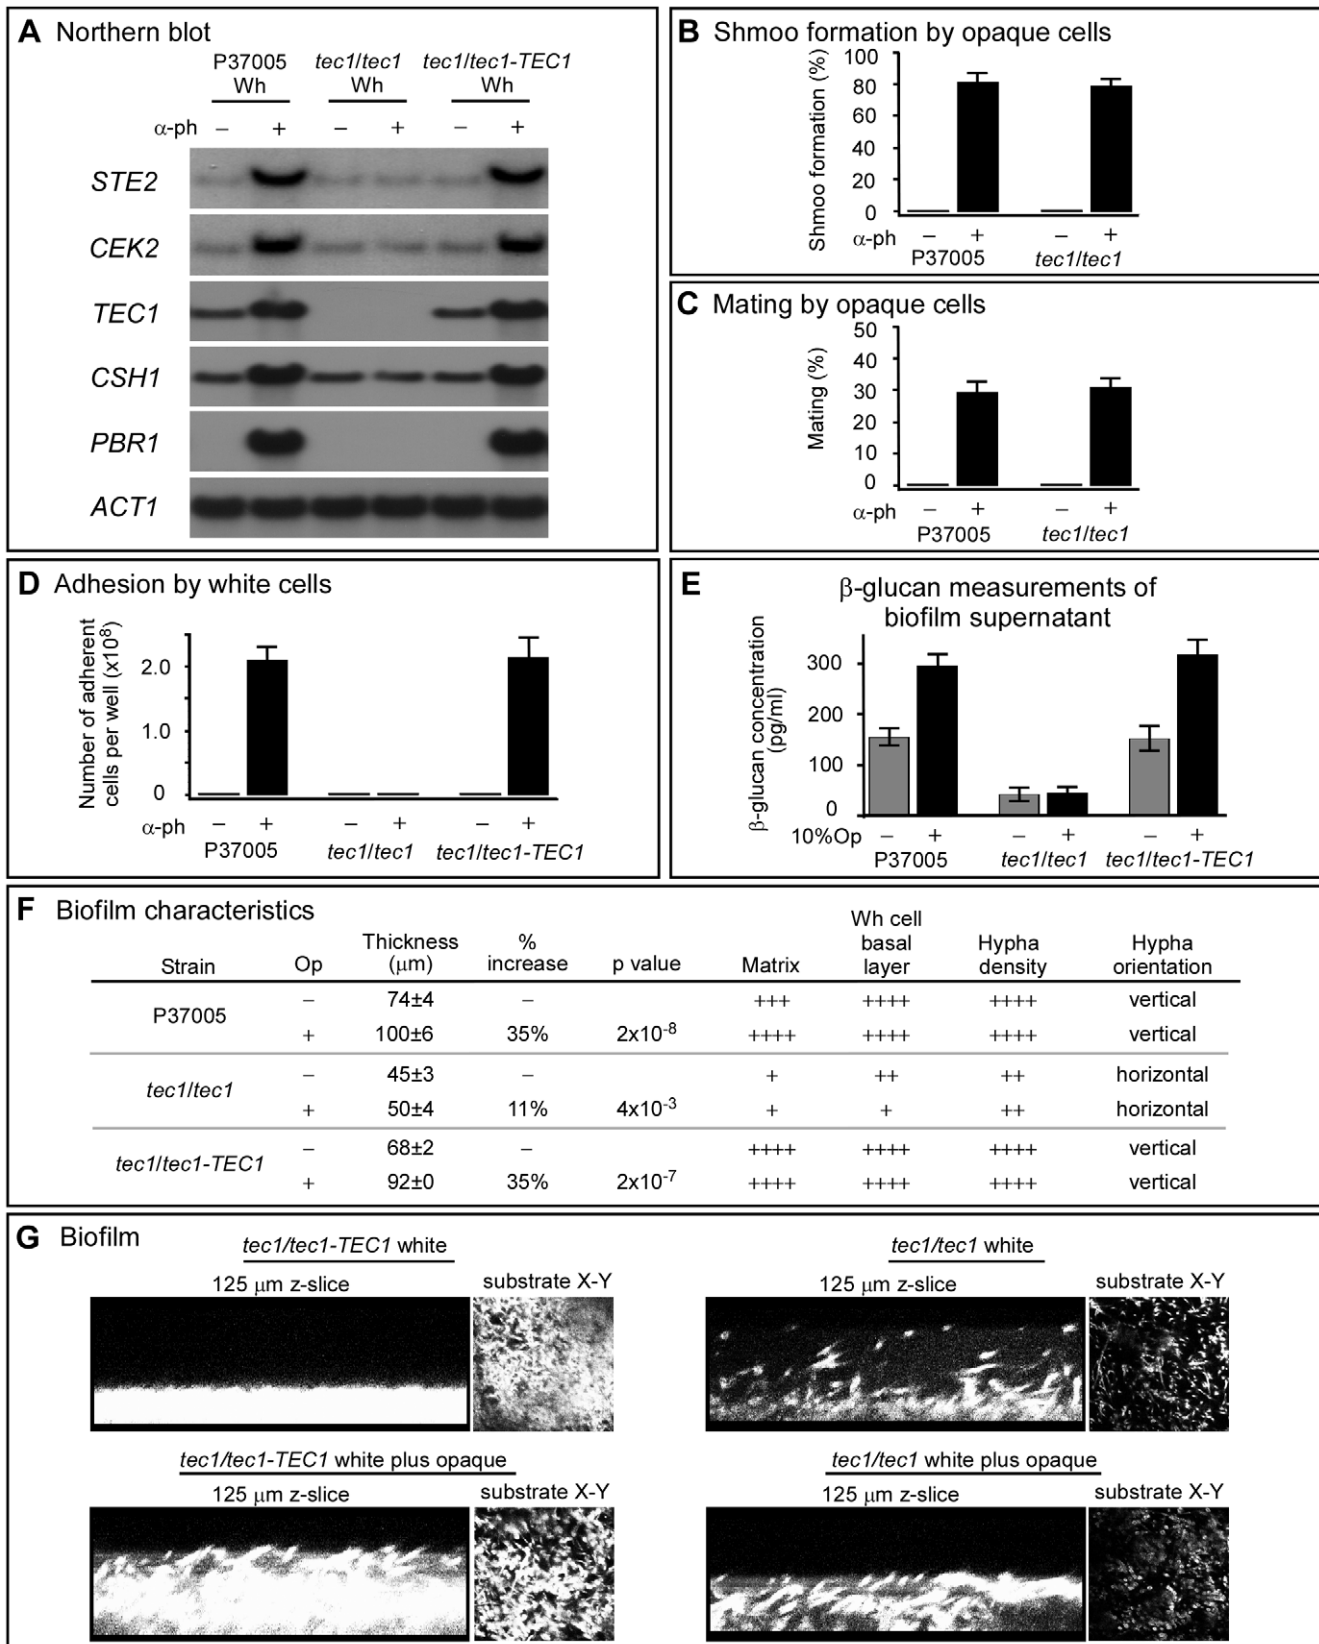 A Northern blot
P37005 tec1/tec1 tec1/tec1-TEC1
Wh Wh Wh
α-ph − + − + − +
STE2
CEK2
TEC1
CSH1
PBR1
ACT1
B Shmoo formation by opaque cells
Shmoo formation (%)
100
80
60
40
20
0
α-ph − + − +
P37005 tec1/tec1
C Mating by opaque cells
Mating (%)
50
40
30
20
10
0
α-ph − + − +
P37005 tec1/tec1
D Adhesion by white cells
Number of adherent
cells per well (x10⁸)
2.0
1.0
0
α-ph − + − + − +
P37005 tec1/tec1 tec1/tec1-TEC1
E β-glucan measurements of
biofilm supernatant
β-glucan concentration
(pg/ml)
300
200
100
0
10%Op − + − + − +
P37005 tec1/tec1 tec1/tec1-TEC1
F Biofilm characteristics
Strain Op Thickness (μm) % increase p value Matrix Wh cell basal layer Hypha density Hypha orientation
P37005 − 74±4 − +++ ++++ ++++ vertical
+ 100±6 35% 2x10⁻⁸ ++++ ++++ ++++ vertical
tec1/tec1 − 45±3 − + ++ ++ horizontal
+ 50±4 11% 4x10⁻³ + + ++ horizontal
tec1/tec1-TEC1 − 68±2 − ++++ ++++ ++++ vertical
+ 92±0 35% 2x10⁻⁷ ++++ ++++ ++++ vertical
G Biofilm
tec1/tec1-TEC1 white
125 μm z-slice substrate X-Y
tec1/tec1 white
125 μm z-slice substrate X-Y
tec1/tec1-TEC1 white plus opaque
125 μm z-slice substrate X-Y
tec1/tec1 white plus opaque
125 μm z-slice substrate X-Y